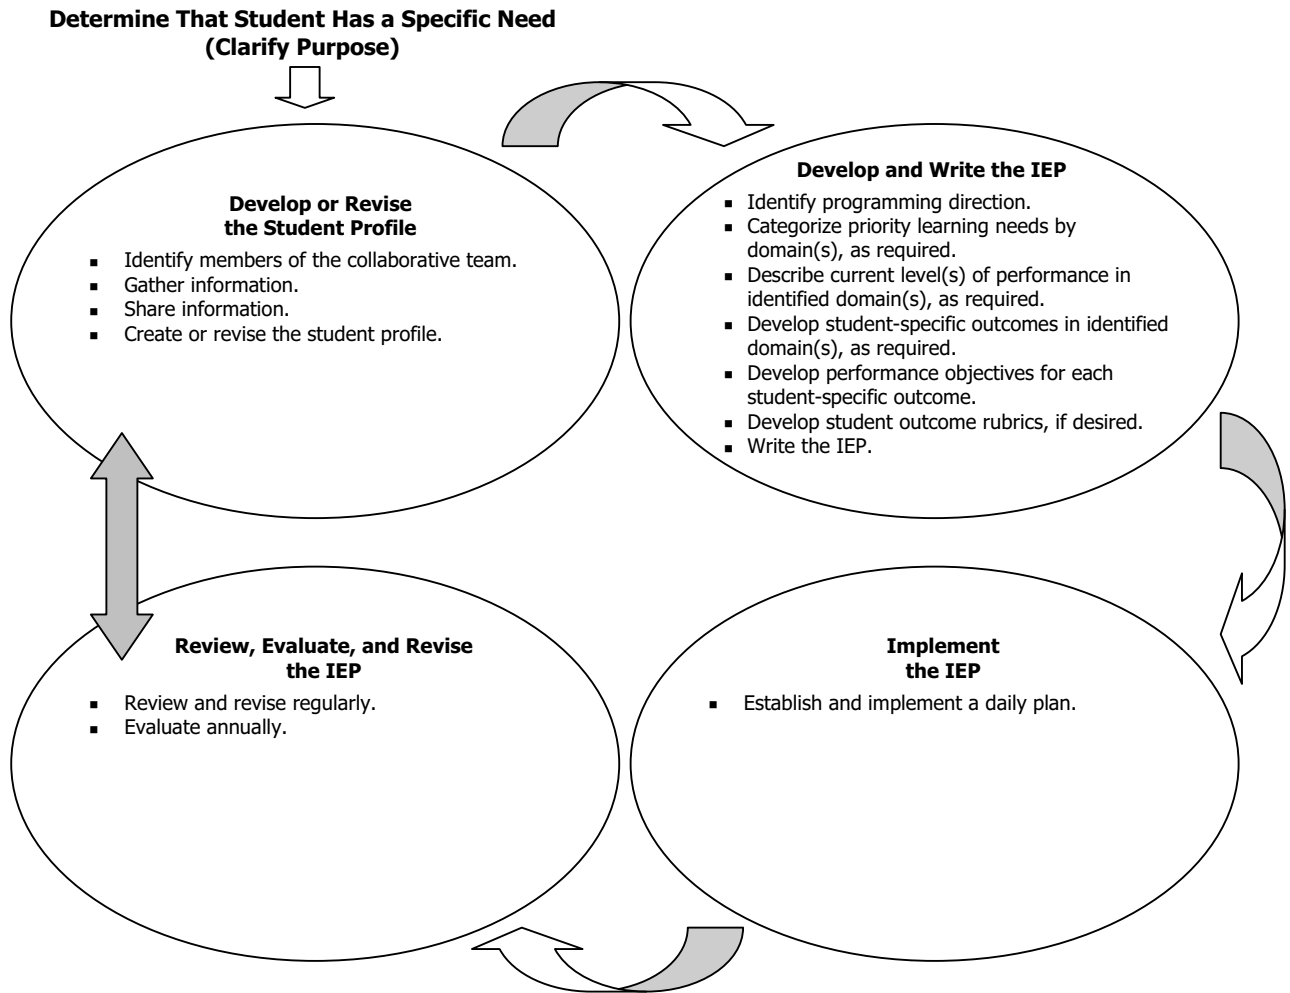 Determine That Student Has a Specific Need
(Clarify Purpose)
Develop or Revise
the Student Profile
▪ Identify members of the collaborative team.
▪ Gather information.
▪ Share information.
▪ Create or revise the student profile.
Develop and Write the IEP
▪ Identify programming direction.
▪ Categorize priority learning needs by
domain(s), as required.
▪ Describe current level(s) of performance in
identified domain(s), as required.
▪ Develop student-specific outcomes in identified
domain(s), as required.
▪ Develop performance objectives for each
student-specific outcome.
▪ Develop student outcome rubrics, if desired.
▪ Write the IEP.
Review, Evaluate, and Revise
the IEP
▪ Review and revise regularly.
▪ Evaluate annually.
Implement
the IEP
▪ Establish and implement a daily plan.